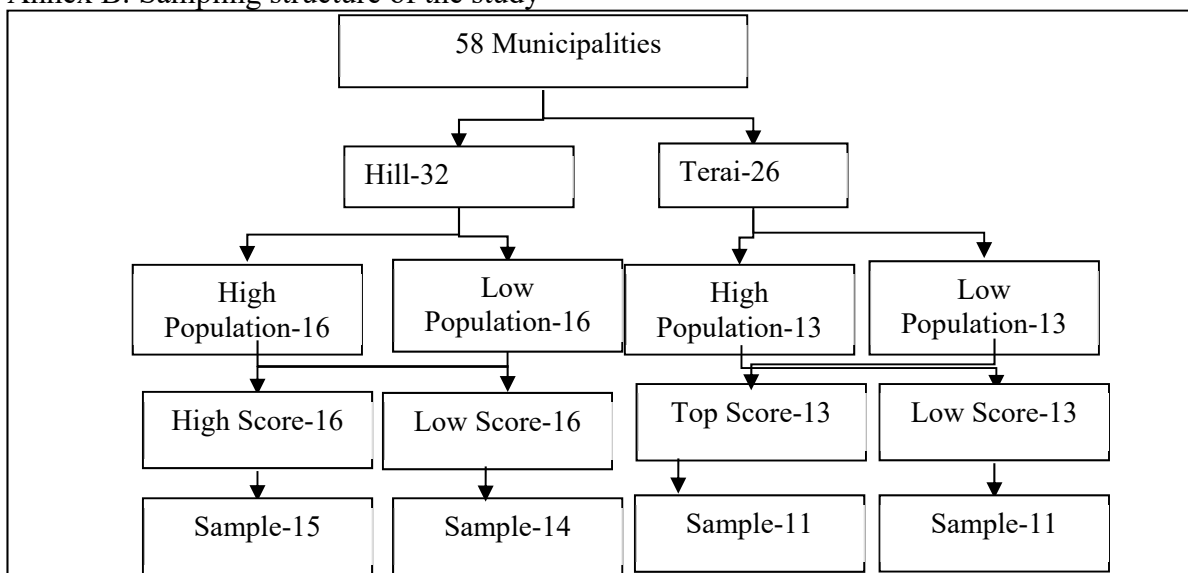 Annex B: Sampling structure of the study
58 Municipalities
Hill-32
Terai-26
High
Population-16
Low
Population-16
High
Population-13
Low
Population-13
High Score-16
Low Score-16
Top Score-13
Low Score-13
Sample-15
Sample-14
Sample-11
Sample-11